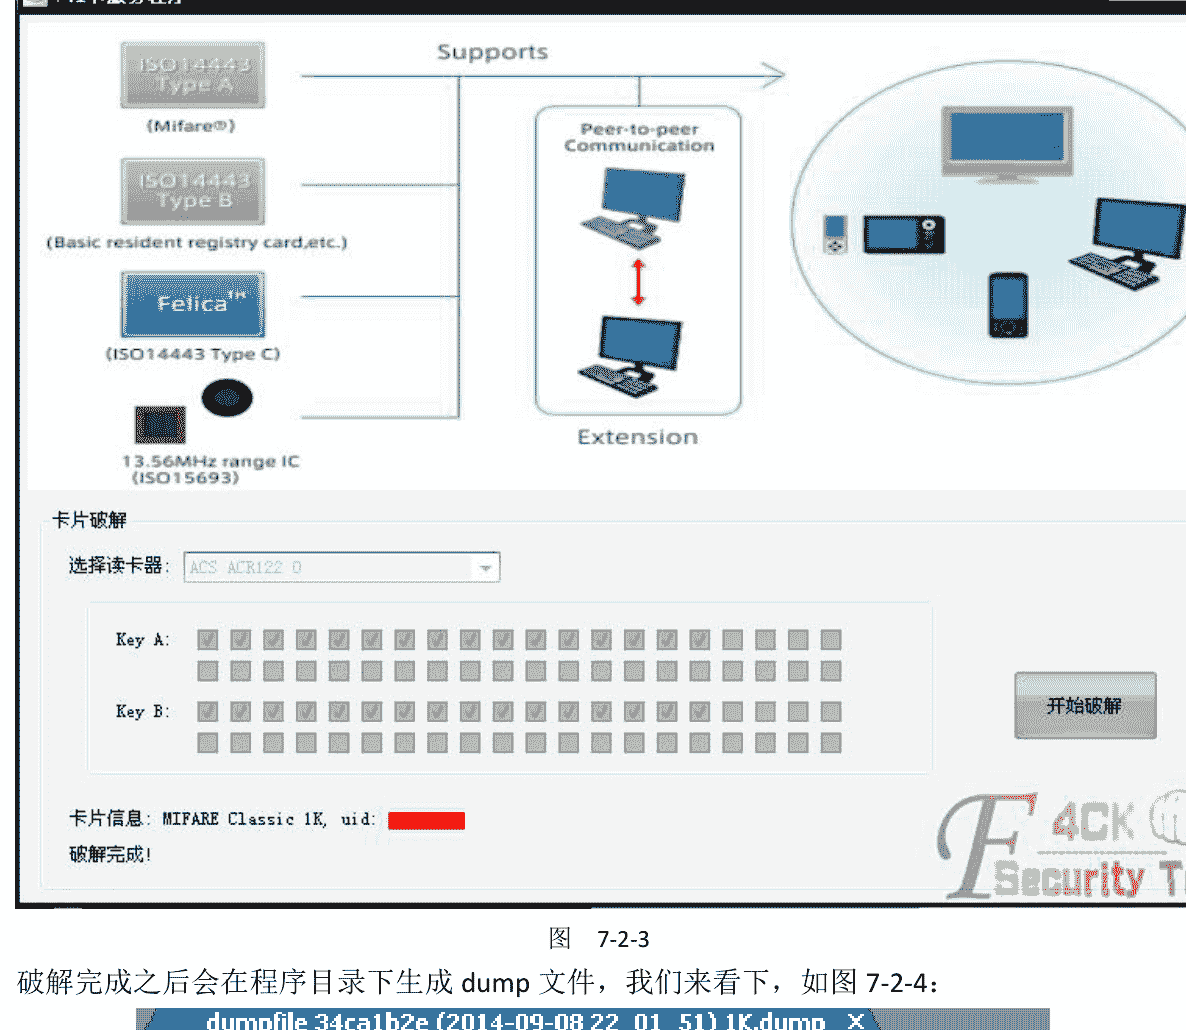 Supports
ISO14443
Type A
(Mifare®)
Peer-to-peer
Communication
ISO14443
Type B
(Basic resident registry card,etc.)
Felica™
(ISO14443 Type C)
Extension
13.56MHz range IC
(ISO15693)
卡片破解
选择读卡器:
ACS ACR122 0
Key A:
Key B:
开始破解
卡片信息: MIFARE Classic 1K, uid:
破解完成!
F4CK
Security T
图 7-2-3
破解完成之后会在程序目录下生成 dump 文件，我们来看下，如图 7-2-4：
dumpfile 34ca1b2e (2014-09-08 22_01_51) 1K.dump X